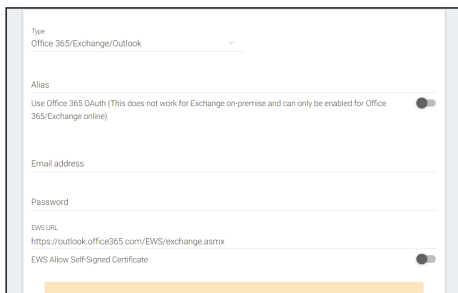 Type
Office 365/Exchange/Outlook
Alias
Use Office 365 OAuth (This does not work for Exchange on-premise and can only be enabled for Office
365/Exchange online)
Email address
Password
EWS URL
https://outlook.office365.com/EWS/exchange.asmx
EWS Allow Self-Signed Certificate